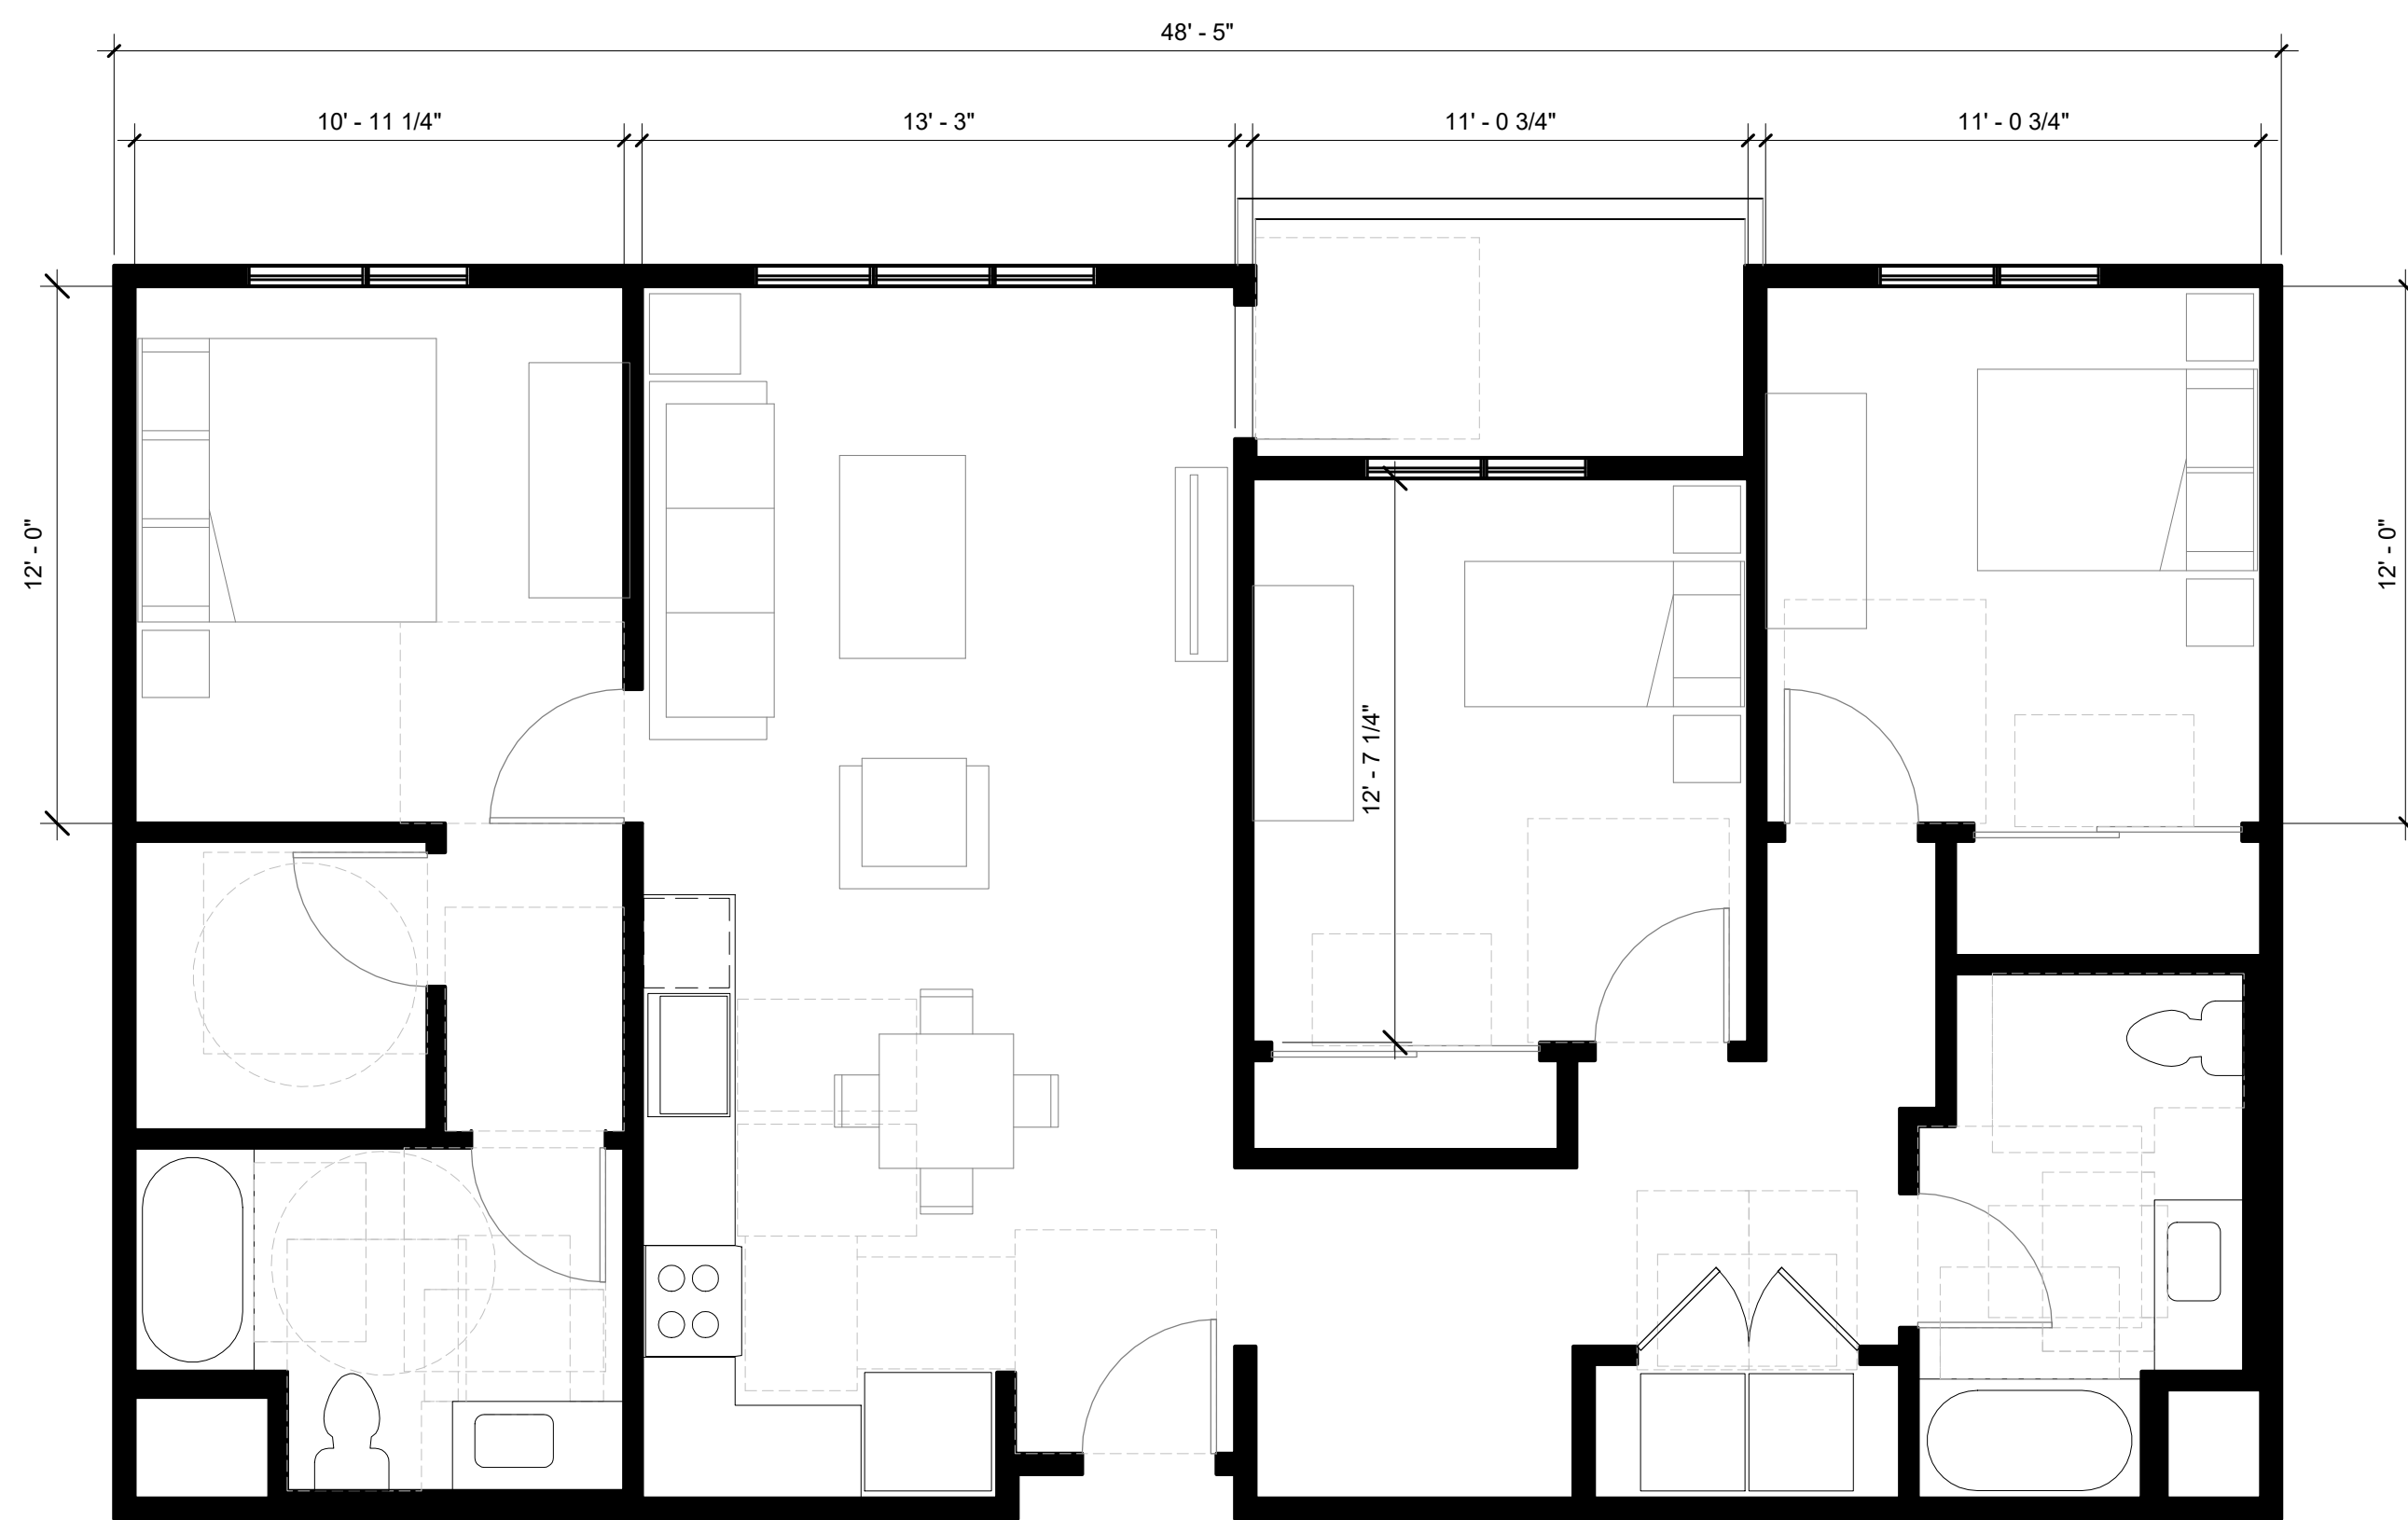 48' - 5"
10' - 11 1/4"
13' - 3"
11' - 0 3/4"
11' - 0 3/4"
12' - 0"
12' - 0"
12' - 7 1/4"